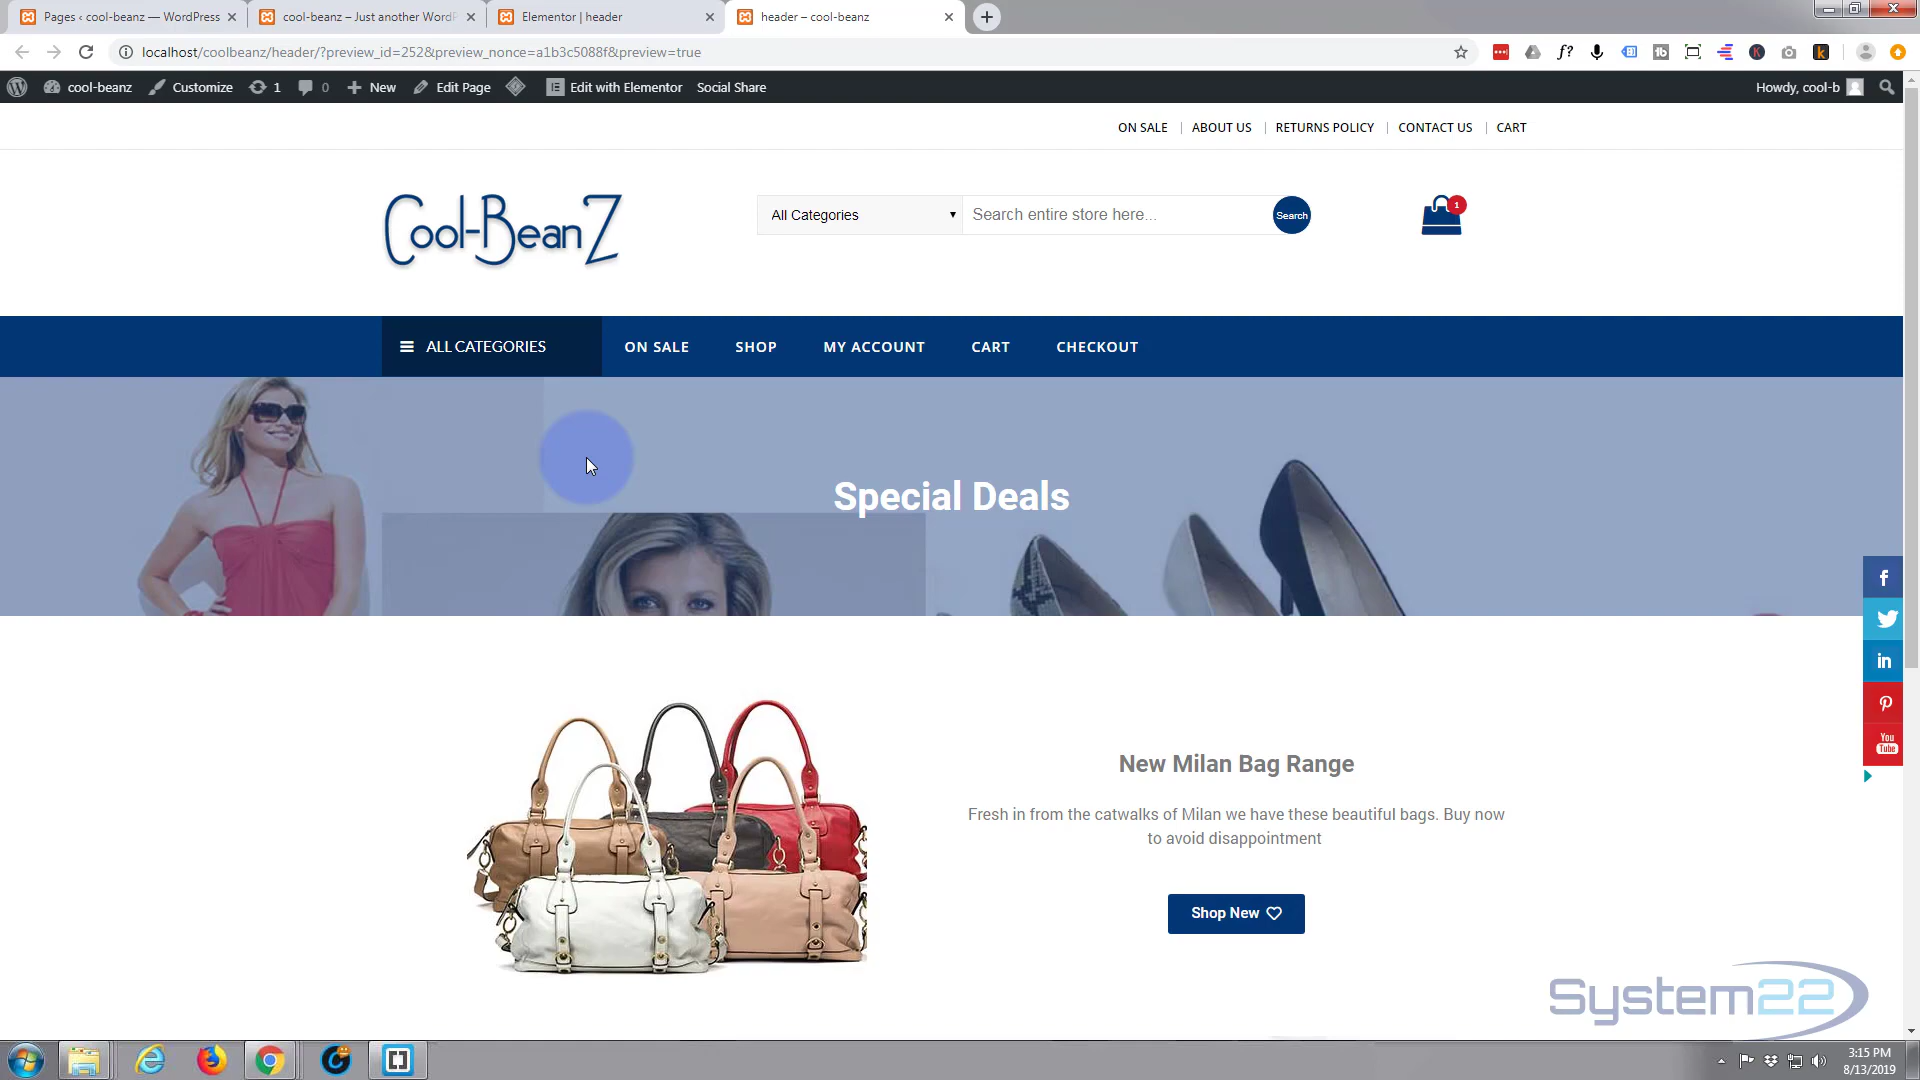 Pages ‹ cool-beanz — WordPress
cool-beanz – Just another WordP
Elementor | header
header – cool-beanz
localhost/coolbeanz/header/?preview_id=252&preview_nonce=a1b3c5088f&preview=true
cool-beanz Customize 1 0 New Edit Page Edit with Elementor Social Share Howdy, cool-b
ON SALE ABOUT US RETURNS POLICY CONTACT US CART
Cool-BeanZ
All Categories Search entire store here... Search 1
ALL CATEGORIES ON SALE SHOP MY ACCOUNT CART CHECKOUT
Special Deals
New Milan Bag Range
Fresh in from the catwalks of Milan we have these beautiful bags. Buy now
to avoid disappointment
Shop New
You
Tube
System22
3:15 PM
8/13/2019